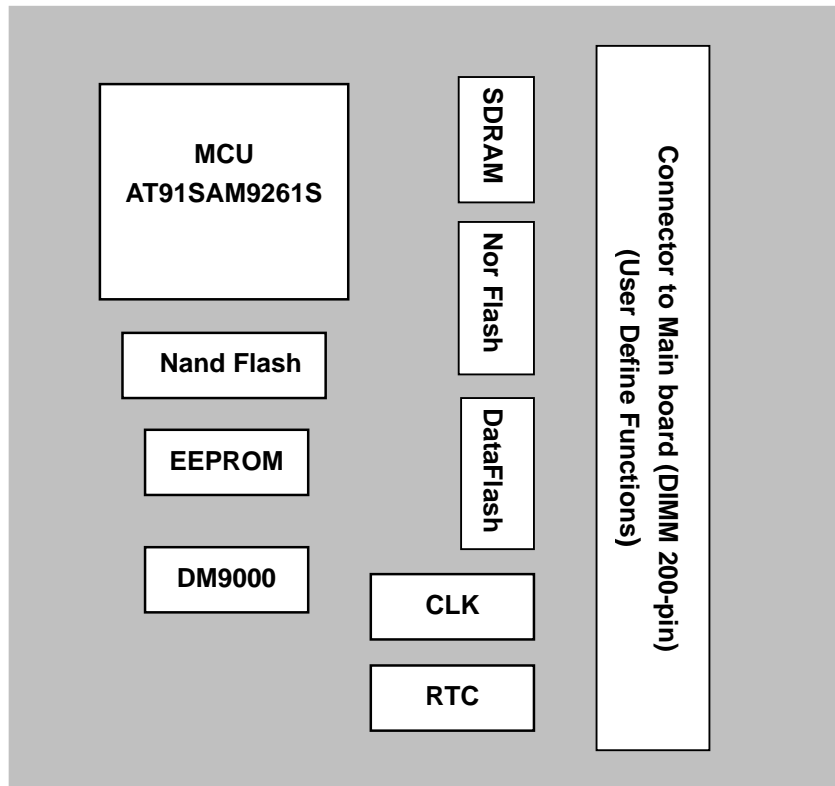 MCU
AT91SAM9261S
Nand Flash
EEPROM
DM9000
SDRAM
Nor Flash
DataFlash
CLK
RTC
Connector to Main board (DIMM 200-pin)
(User Define Functions)